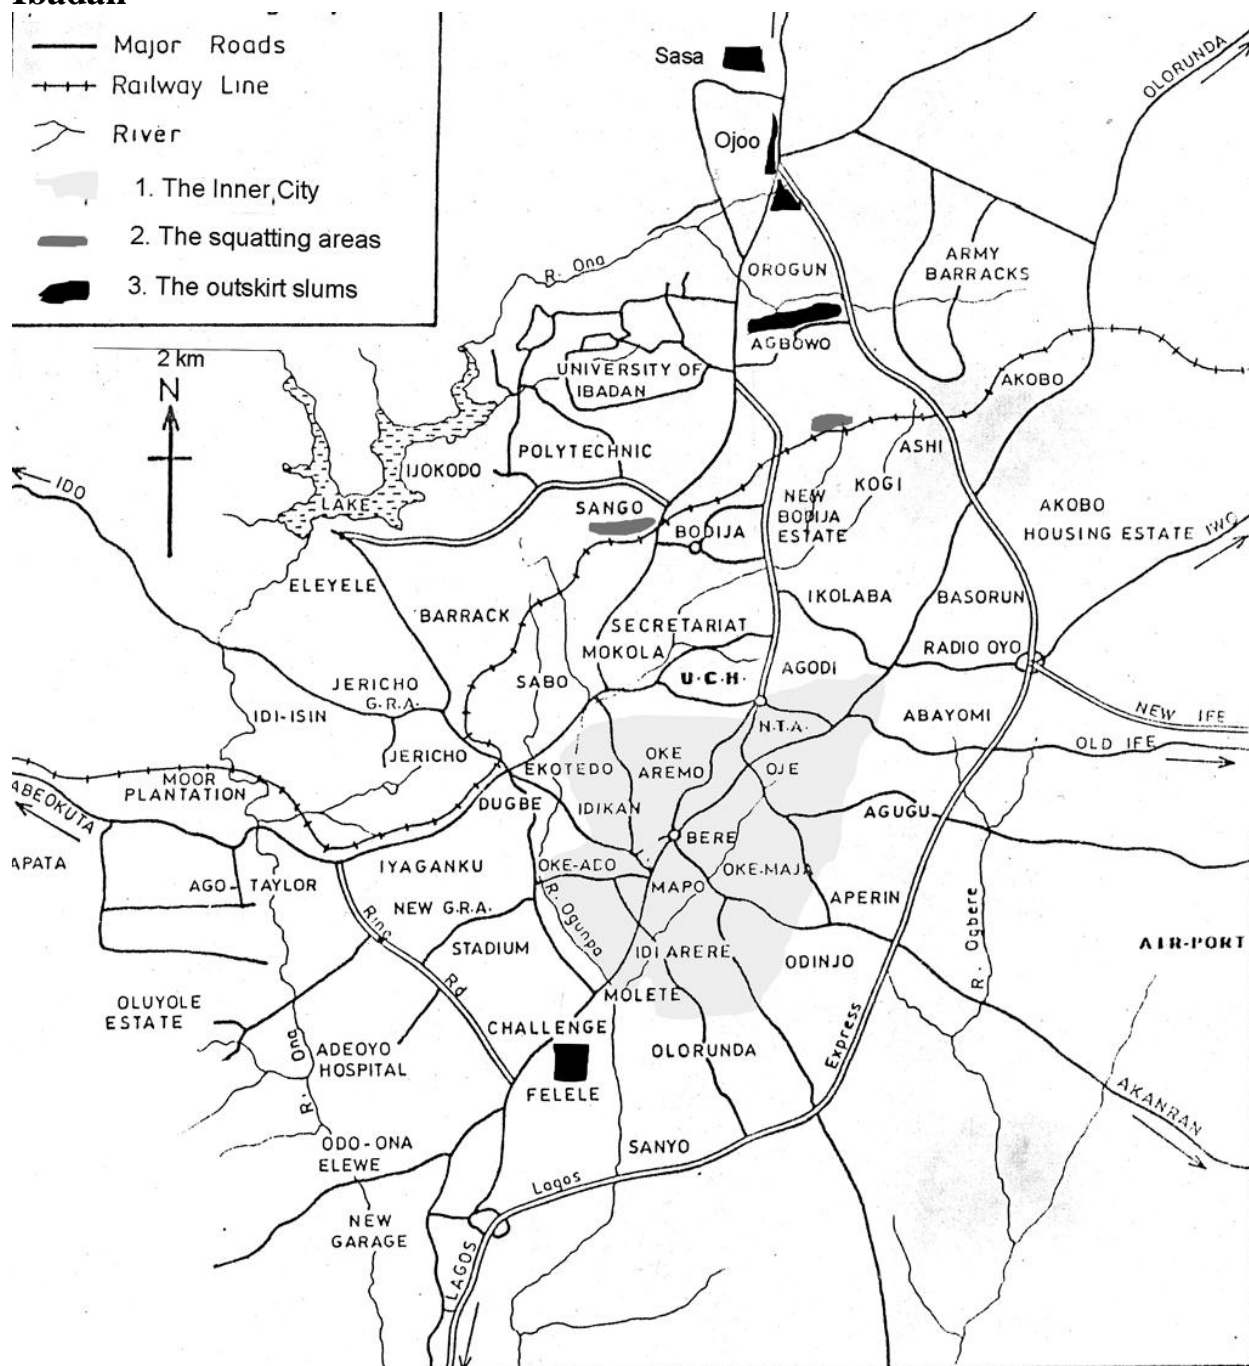 Ibadan
Major Roads
Railway Line
River
1. The Inner City
2. The squatting areas
3. The outskirt slums
2 km
N
Sasa
OLORUNDA
Ojoo
R. Ona
OROGUN
ARMY
BARRACKS
AGBOWO
UNIVERSITY OF
IBADAN
AKOBO
POLYTECHNIC
ASHI
IJOKODO
KOGI
IDO
LAKE
SANGO
NEW
BODIJA
ESTATE
BODIJA
AKOBO
HOUSING ESTATE
IWO
ELEYELE
BARRACK
IKOLABA
BASORUN
SECRETARIAT
MOKOLA
RADIO OYO
U.C.H.
AGODI
SABO
JERICHO
G.R.A.
IDI-ISIN
NEW IFE
ABAYOMI
N.T.A.
OLD IFE
JERICHO
EKOTEDO
OKE
AREMO
OJE
MOOR
PLANTATION
ABEOKUTA
DUGBE
IDIKAN
AGUGU
BERE
APATA
IYAGANKU
OKE-ADO
OKE-MAJA
AGO-TAYLOR
MAPO
APERIN
Ring
Rd
NEW G.R.A.
R. Ogunpa
R. Ogbere
STADIUM
IDI ARERE
ODINJO
AIR-PORT
OLUYOLE
ESTATE
MOLETE
CHALLENGE
R. Ona
ADEOYO
HOSPITAL
OLORUNDA
Express
FELELE
AKANRAN
ODO-ONA
ELEWE
SANYO
Lagos
NEW
GARAGE
LAGOS